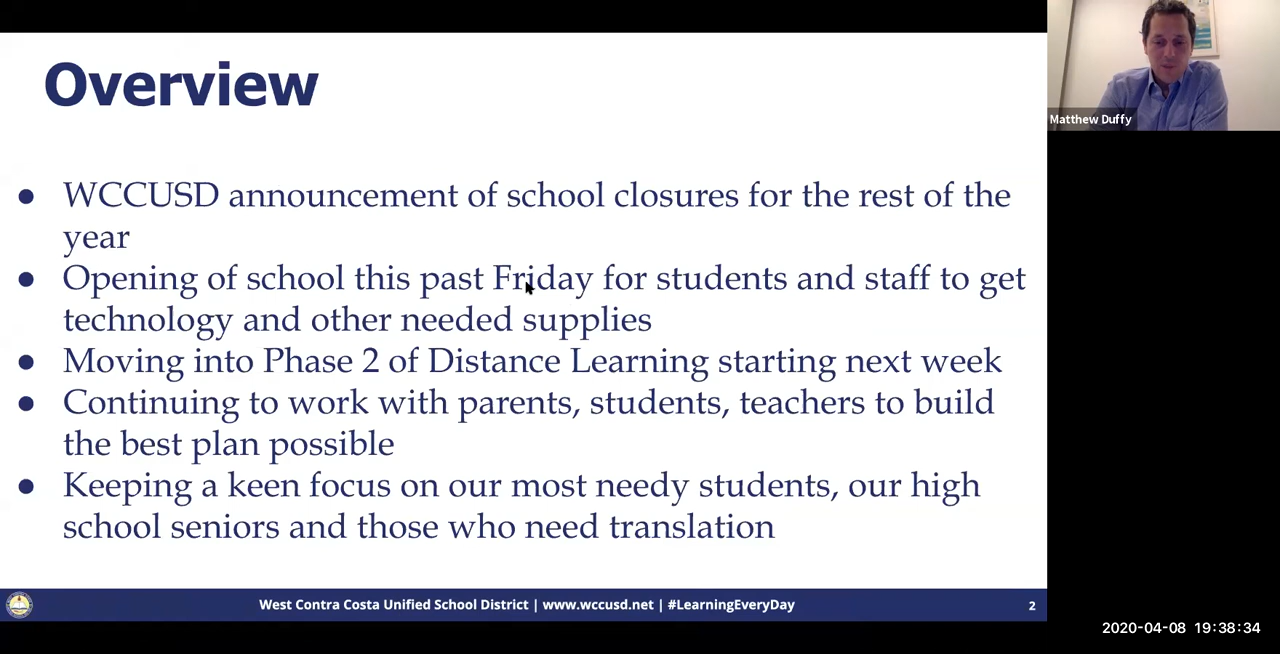 Overview
Matthew Duffy
● WCCUSD announcement of school closures for the rest of the
year
● Opening of school this past Friday for students and staff to get
technology and other needed supplies
● Moving into Phase 2 of Distance Learning starting next week
● Continuing to work with parents, students, teachers to build
the best plan possible
● Keeping a keen focus on our most needy students, our high
school seniors and those who need translation
West Contra Costa Unified School District | www.wccusd.net | #LearningEveryDay
2
2020-04-08 19:38:34